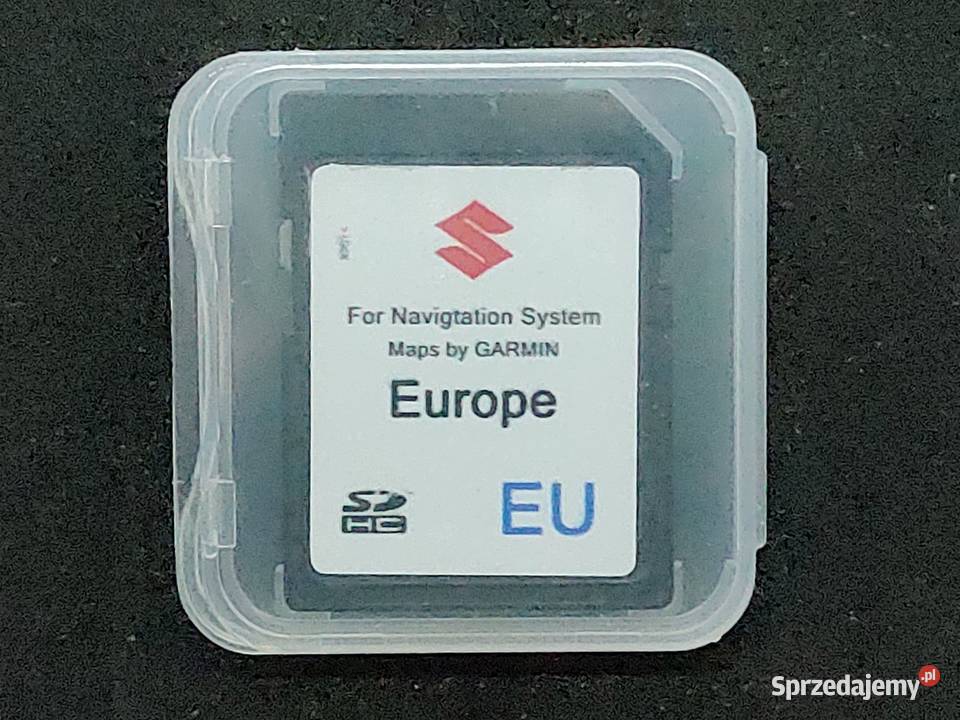 For Navigtation System
Maps by GARMIN
Europe
SD
HC
EU
Sprzedajemy.pl